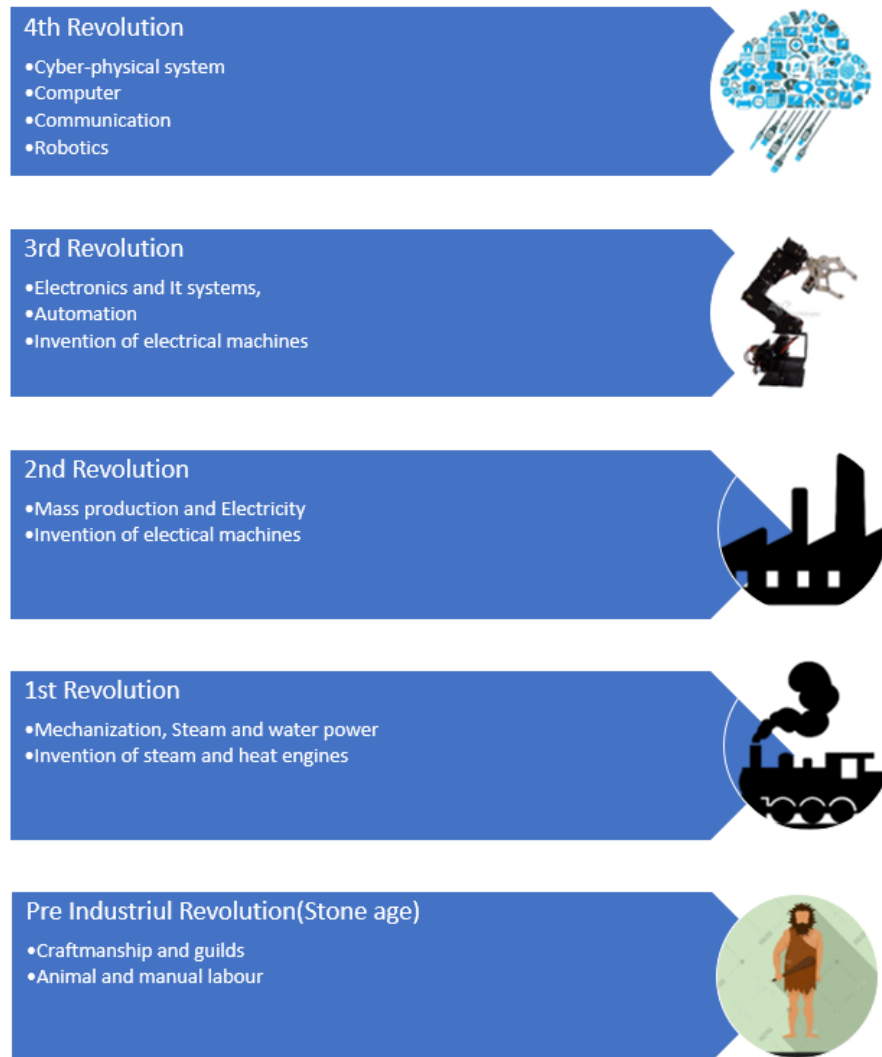 4th Revolution
•Cyber-physical system
•Computer
•Communication
•Robotics
3rd Revolution
•Electronics and It systems,
•Automation
•Invention of electrical machines
2nd Revolution
•Mass production and Electricity
•Invention of electical machines
1st Revolution
•Mechanization, Steam and water power
•Invention of steam and heat engines
Pre Industriul Revolution(Stone age)
•Craftmanship and guilds
•Animal and manual labour